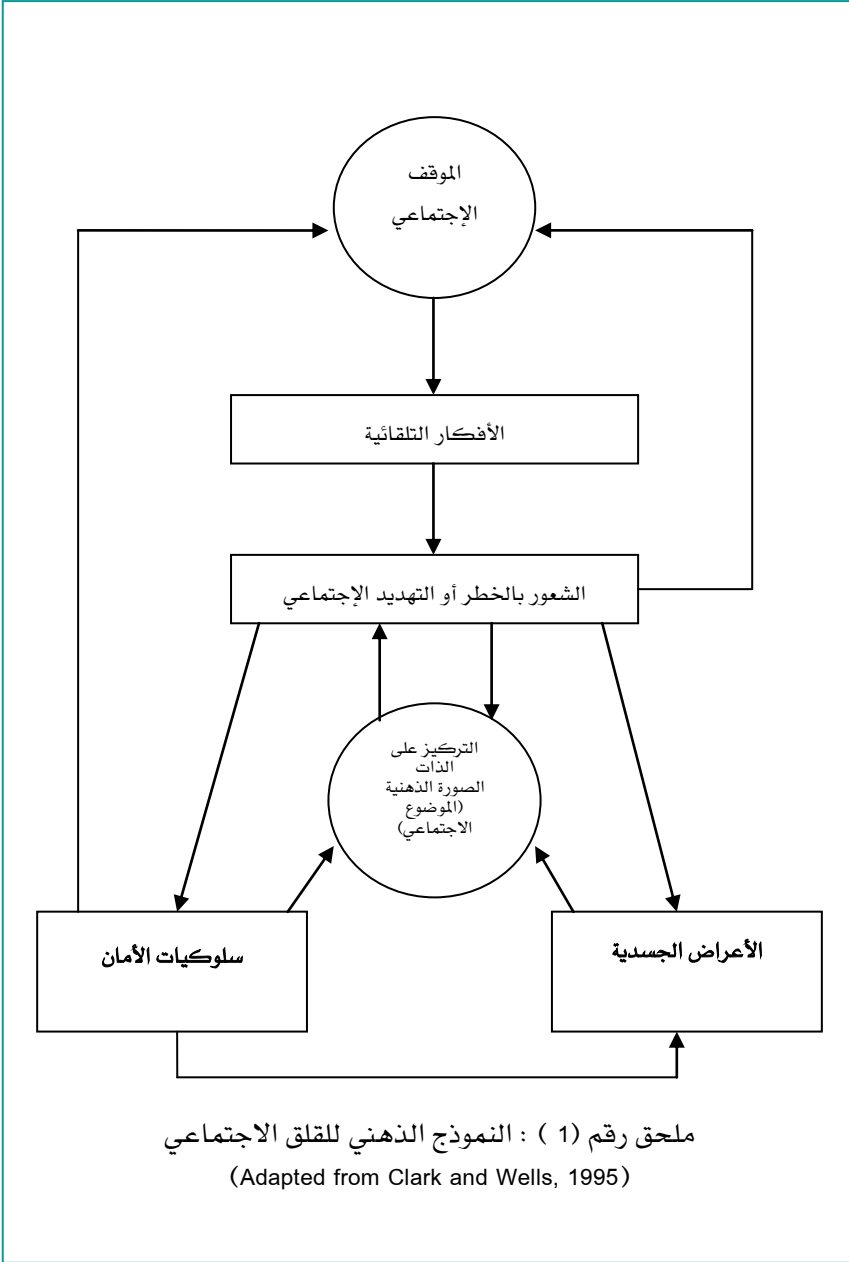 الموقف
الإجتماعي
الأفكار التلقائية
الشعور بالخطر أو التهديد الإجتماعي
التركيز على
الذات
الصورة الذهنية
(الموضوع
الاجتماعي)
سلوكيات الأمان
الأعراض الجسدية
ملحق رقم (1 ) : النموذج الذهني للقلق الاجتماعي
(Adapted from Clark and Wells, 1995)